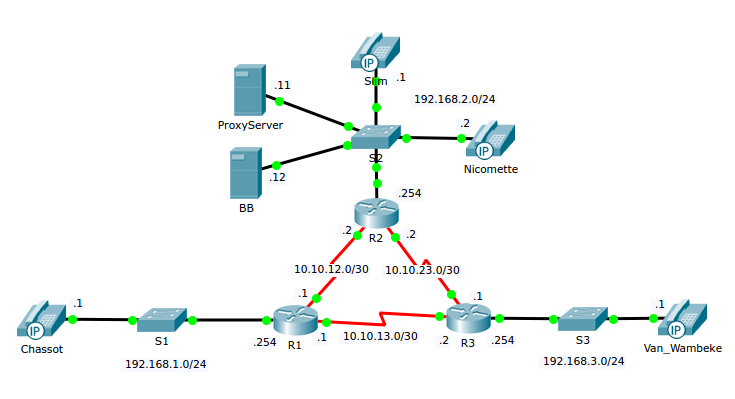 IP
Slim
.1
192.168.2.0/24
.11
ProxyServer
.2
IP
S2
Nicomette
.12
BB
.254
.2
R2
.2
10.10.12.0/30
10.10.23.0/30
.1
.1
.1
.1
IP
Chassot
S1
.254
R1
.1
10.10.13.0/30
.2
R3
.254
S3
IP
Van_Wambeke
192.168.1.0/24
192.168.3.0/24